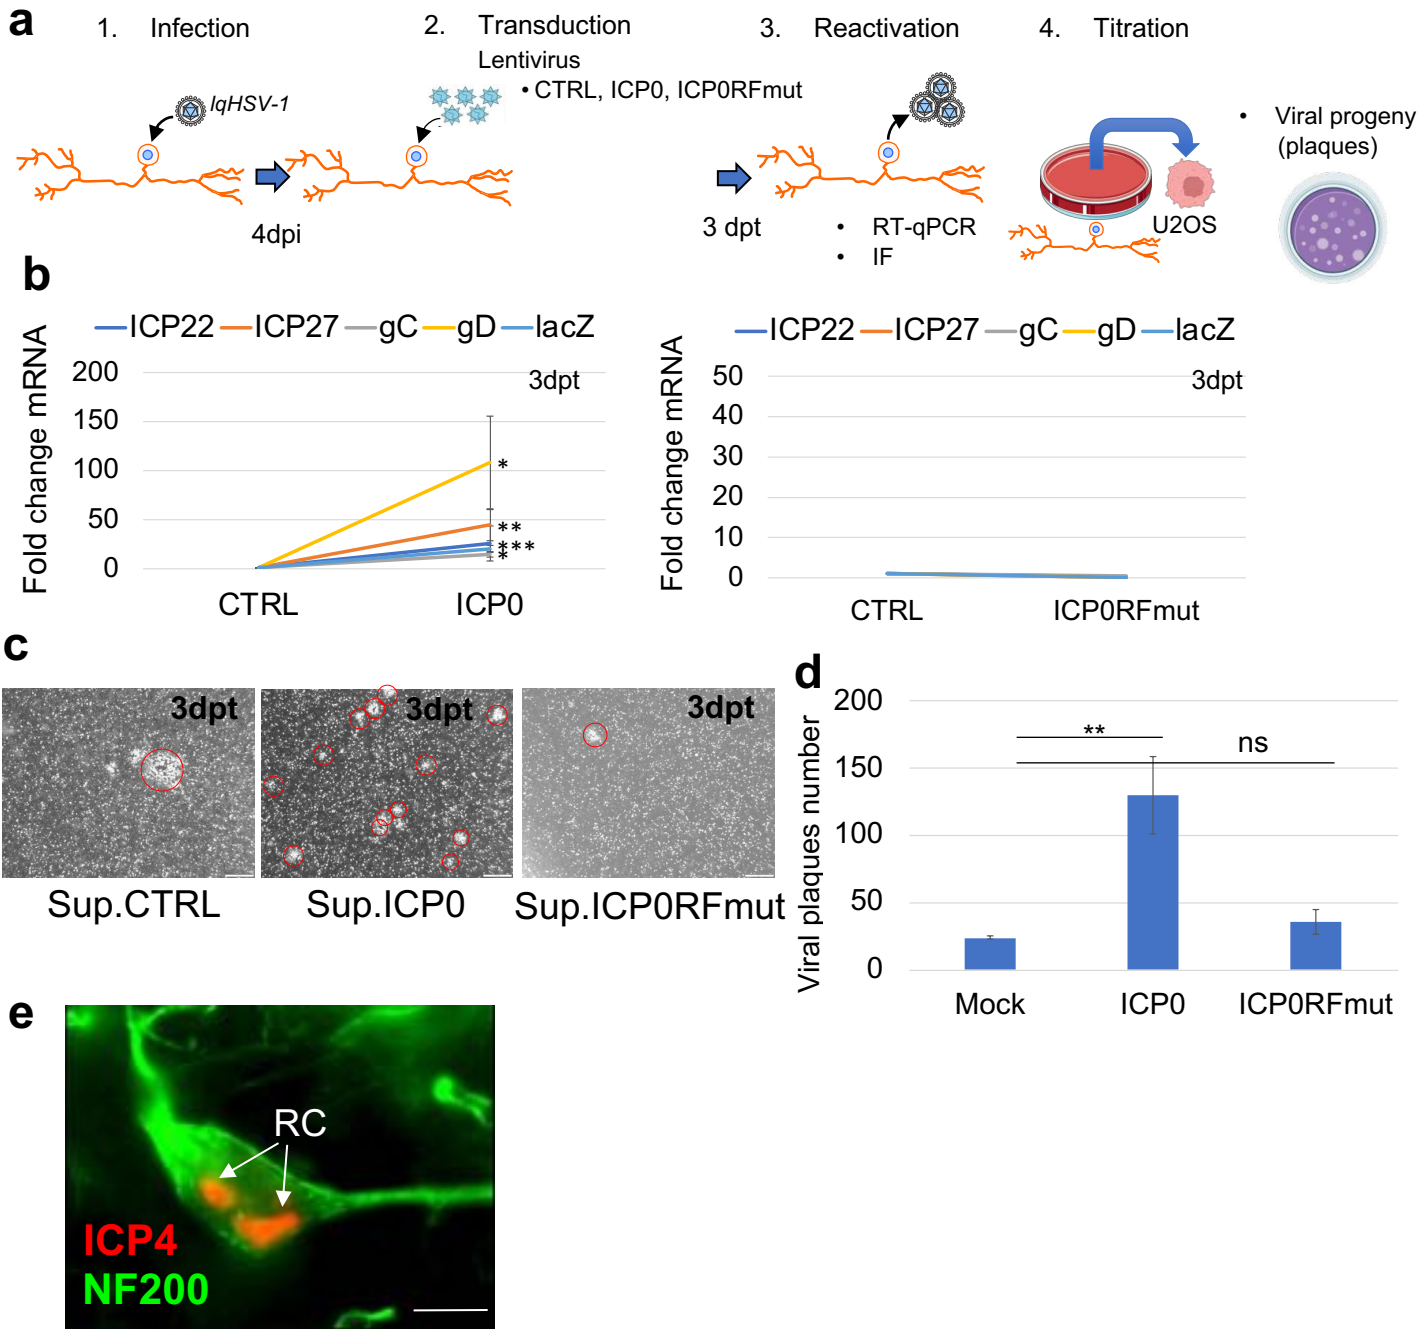 a
1. Infection
2. Transduction
3. Reactivation
4. Titration
Lentivirus
• CTRL, ICP0, ICP0RFmut
lqHSV-1
• Viral progeny
(plaques)
4dpi
3 dpt
• RT-qPCR
• IF
U2OS
b
ICP22 ICP27 gC gD lacZ
Fold change mRNA
200
150
100
50
0
3dpt
*
**
***
*
CTRL ICP0
ICP22 ICP27 gC gD lacZ
Fold change mRNA
50
40
30
20
10
0
3dpt
CTRL ICP0RFmut
c
3dpt
3dpt
3dpt
Sup.CTRL
Sup.ICP0
Sup.ICP0RFmut
d
Viral plaques number
200
150
100
50
0
**
ns
Mock ICP0 ICP0RFmut
e
RC
ICP4
NF200